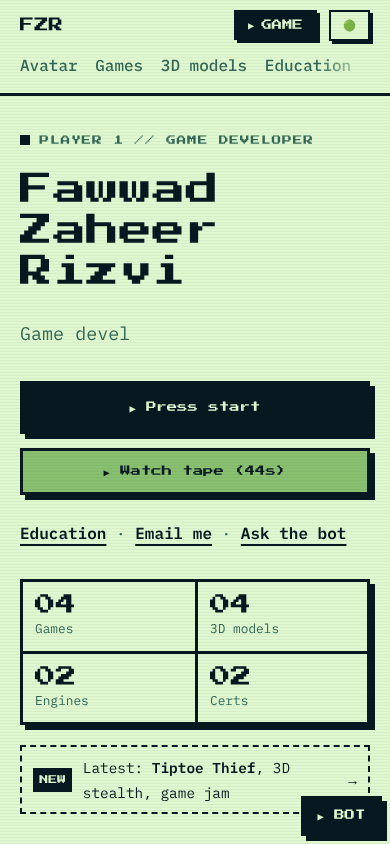 FZR
▶ GAME
Avatar Games 3D models Education
PLAYER 1 // GAME DEVELOPER
Fawwad
Zaheer
Rizvi
Game devel
▶ Press start
▶ Watch tape (44s)
Education · Email me · Ask the bot
04 04
Games 3D models
02 02
Engines Certs
NEW Latest: Tiptoe Thief, 3D
stealth, game jam →
▶ BOT